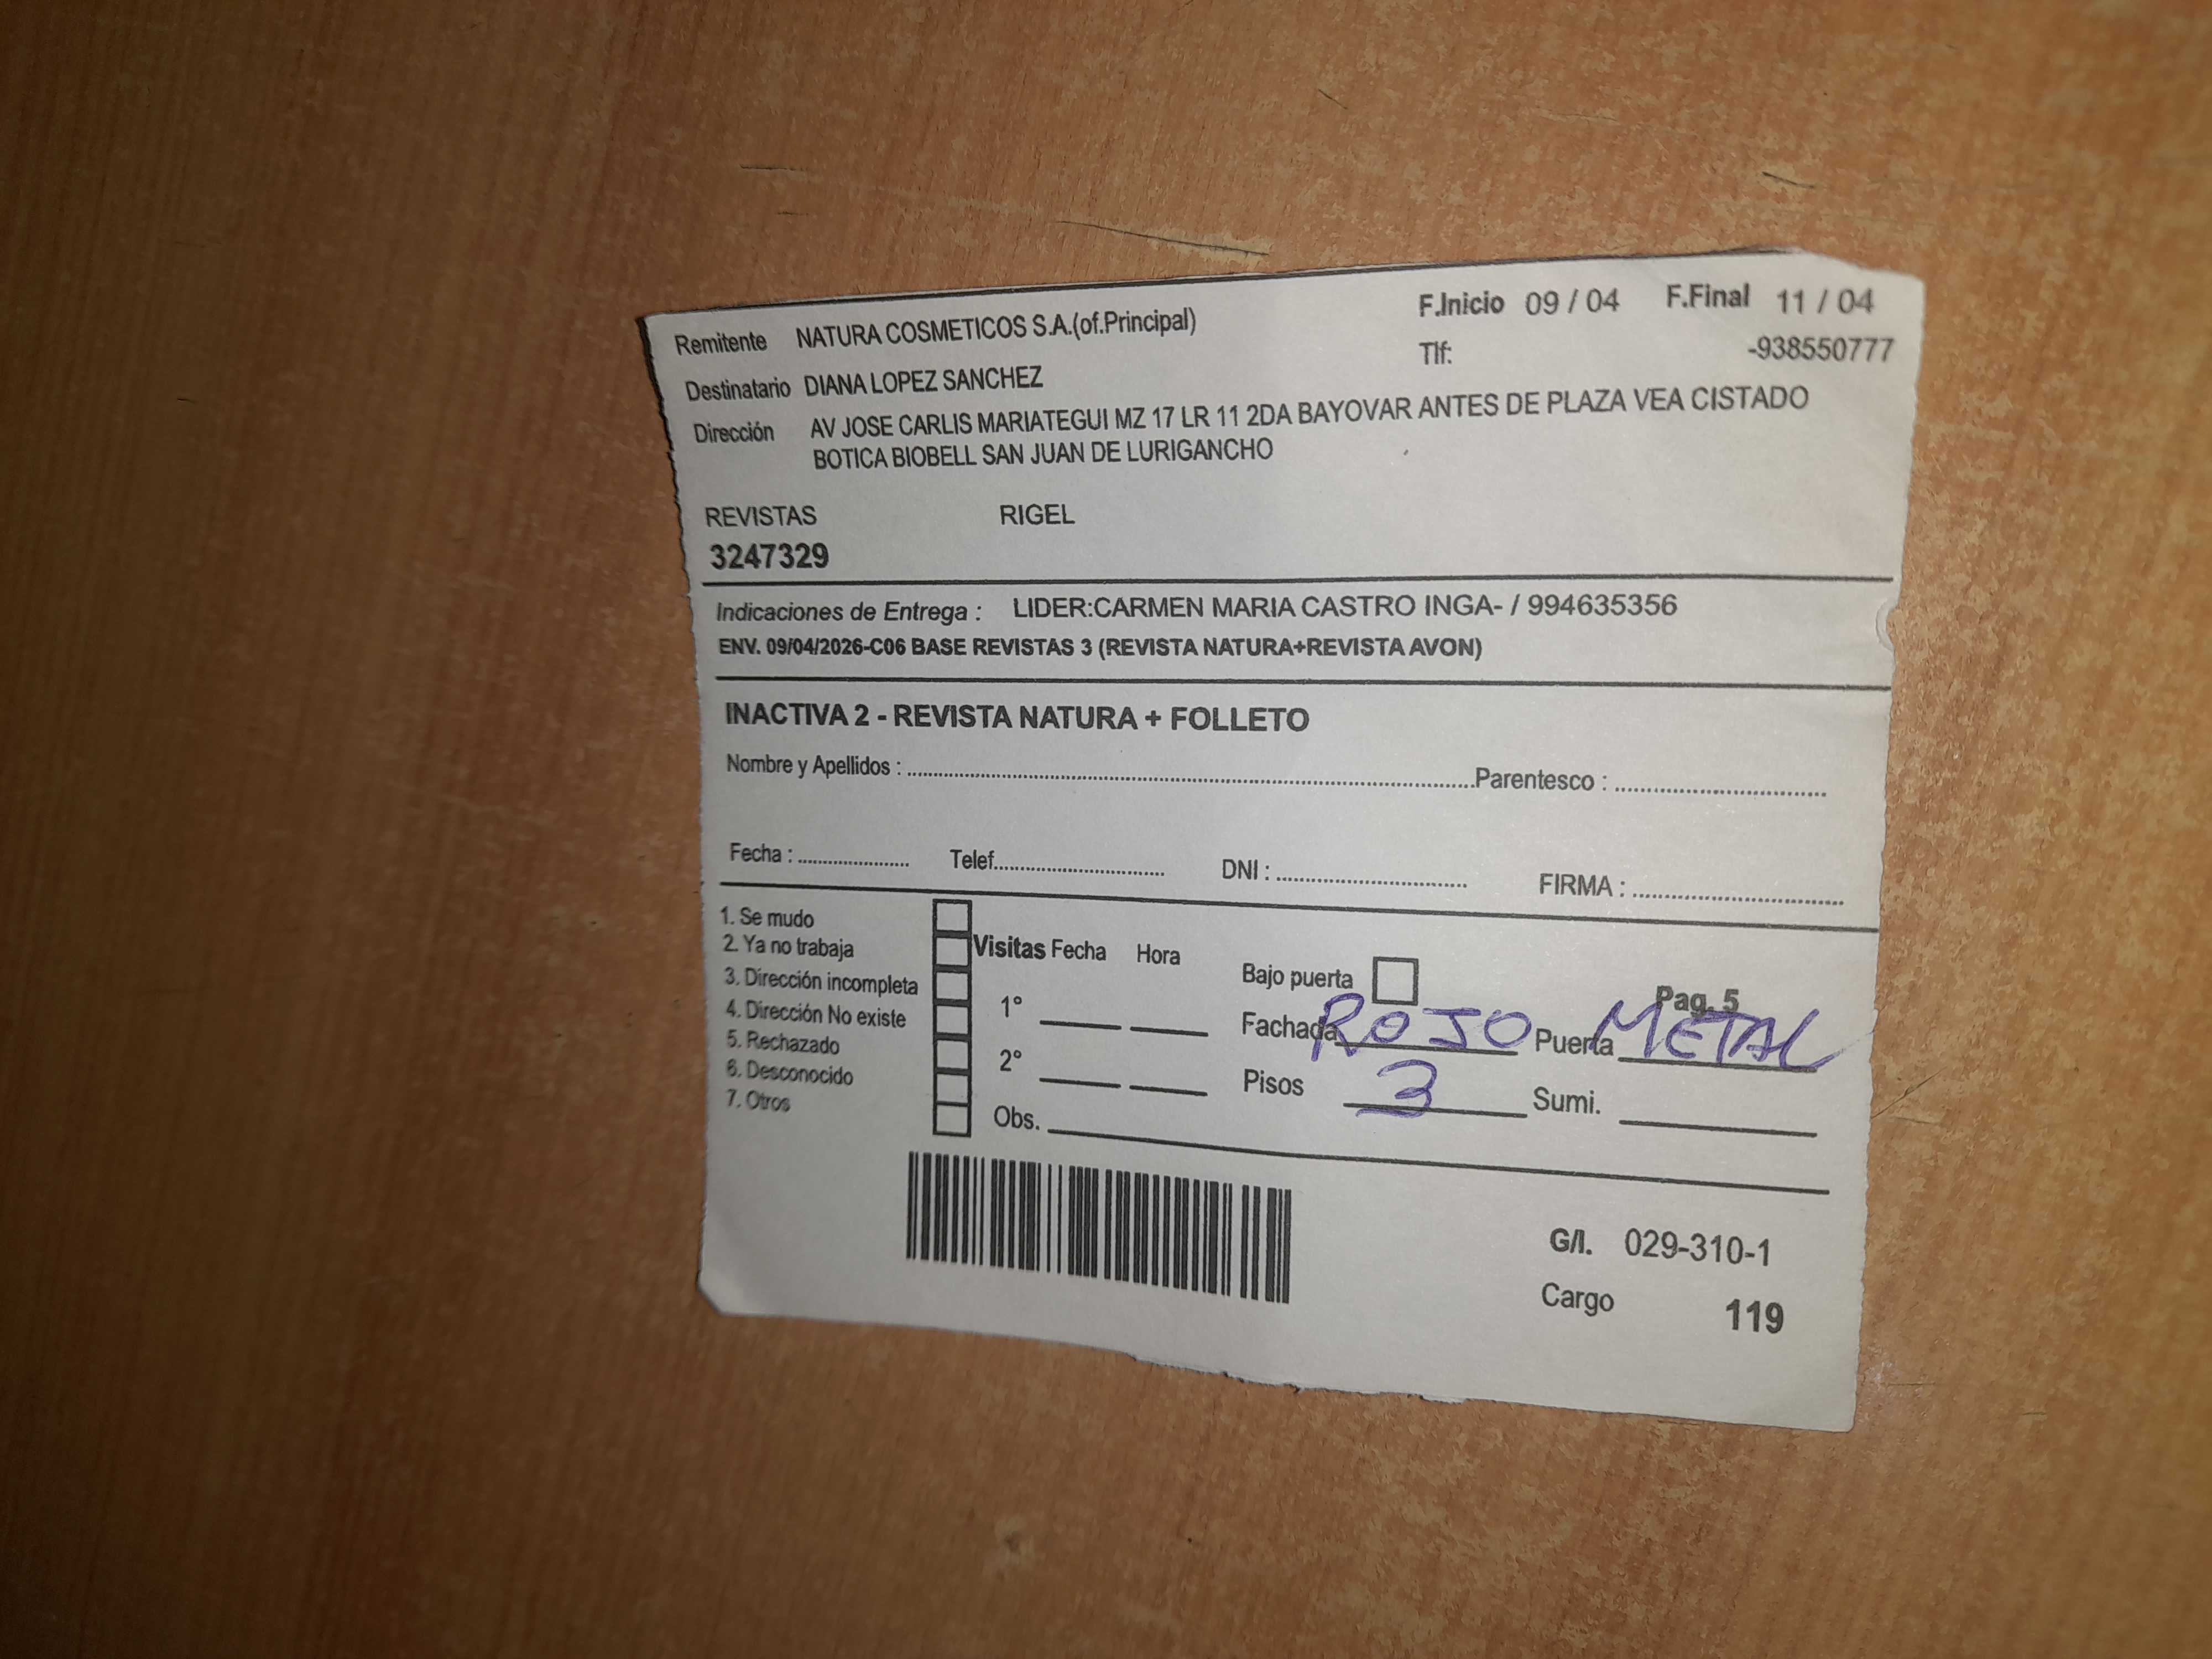 Remitente NATURA COSMETICOS S.A.(of.Principal) F.Inicio 09 / 04 F.Final 11 / 04
Tlf: -938550777
Destinatario DIANA LOPEZ SANCHEZ
Dirección AV JOSE CARLIS MARIATEGUI MZ 17 LR 11 2DA BAYOVAR ANTES DE PLAZA VEA CISTADO
BOTICA BIOBELL SAN JUAN DE LURIGANCHO
REVISTAS RIGEL
3247329
Indicaciones de Entrega : LIDER:CARMEN MARIA CASTRO INGA- / 994635356
ENV. 09/04/2026-C06 BASE REVISTAS 3 (REVISTA NATURA+REVISTA AVON)
INACTIVA 2 - REVISTA NATURA + FOLLETO
Nombre y Apellidos : Parentesco :
Fecha : Telef. DNI : FIRMA :
1. Se mudo
2. Ya no trabaja
3. Dirección incompleta
4. Dirección No existe
5. Rechazado
6. Desconocido
7. Otros
Visitas Fecha Hora
1°
2°
Obs.
Bajo puerta Pag. 5
Fachada ROJO Puerta METAL
Pisos 3 Sumi.
G/I. 029-310-1
Cargo 119